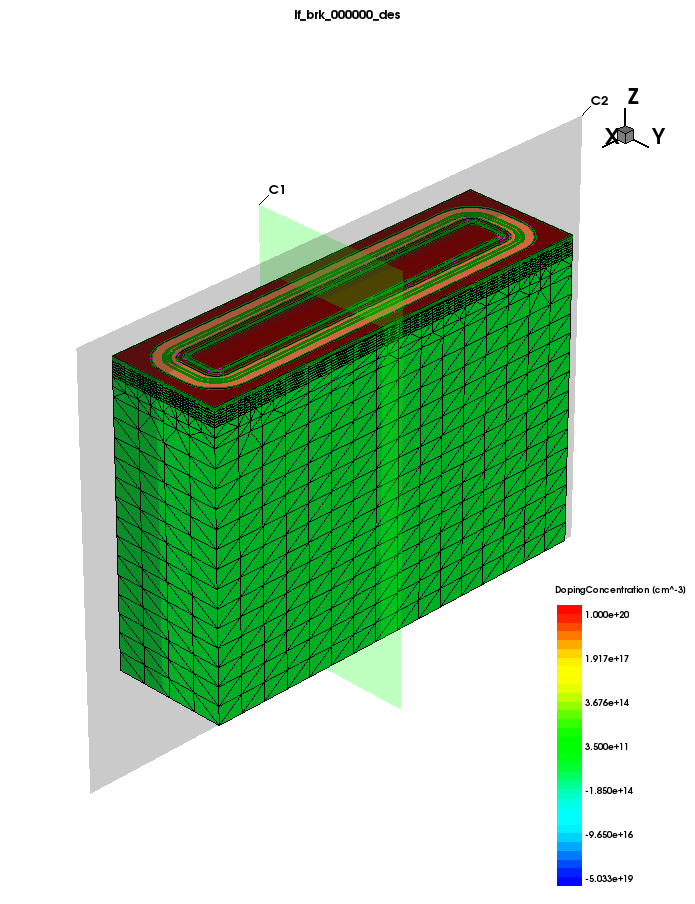 lf_brk_000000_des
C2
Z
X
Y
C1
DopingConcentration (cm^-3)
1.000e+20
1.917e+17
3.676e+14
3.500e+11
-1.850e+14
-9.650e+16
-5.033e+19